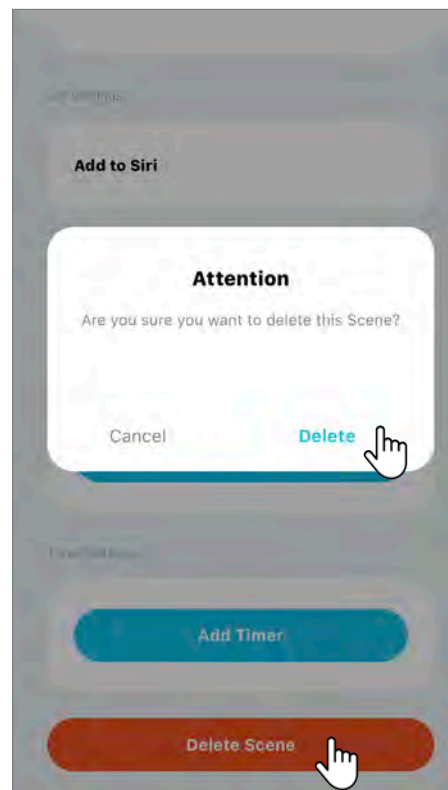 Add to Siri
Attention
Are you sure you want to delete this Scene?
Cancel
Delete
Add Timer
Delete Scene